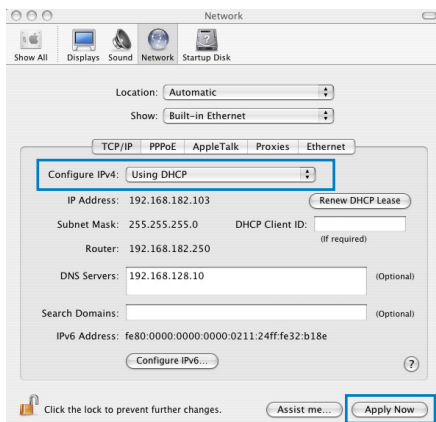 Network
Show All Displays Sound Network Startup Disk
Location: Automatic
Show: Built-in Ethernet
TCP/IP PPPoE AppleTalk Proxies Ethernet
Configure IPv4: Using DHCP
IP Address: 192.168.182.103 Renew DHCP Lease
Subnet Mask: 255.255.255.0 DHCP Client ID:
(If required)
Router: 192.168.182.250
DNS Servers: 192.168.128.10 (Optional)
Search Domains: (Optional)
IPv6 Address: fe80:0000:0000:0000:0211:24ff:fe32:b18e
Configure IPv6...
?
Click the lock to prevent further changes. Assist me... Apply Now